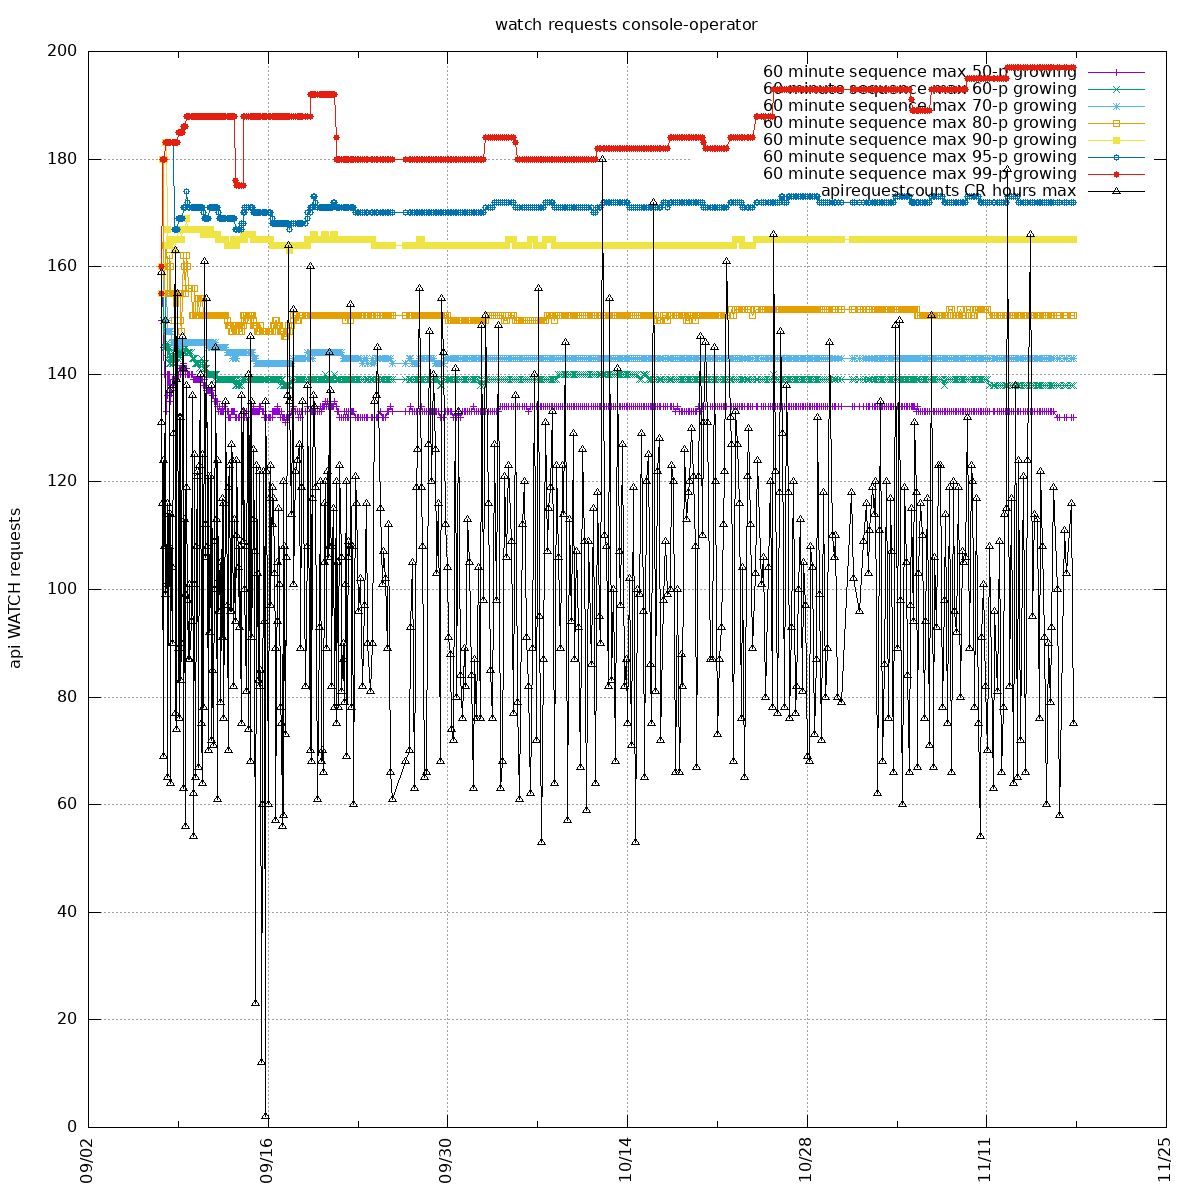 watch requests console-operator
200
180
160
140
120
100
80
60
40
20
0
api WATCH requests
60 minute sequence max 50-p growing
60 minute sequence max 60-p growing
60 minute sequence max 70-p growing
60 minute sequence max 80-p growing
60 minute sequence max 90-p growing
60 minute sequence max 95-p growing
60 minute sequence max 99-p growing
apirequestcounts CR hours max
09/02
09/16
09/30
10/14
10/28
11/11
11/25